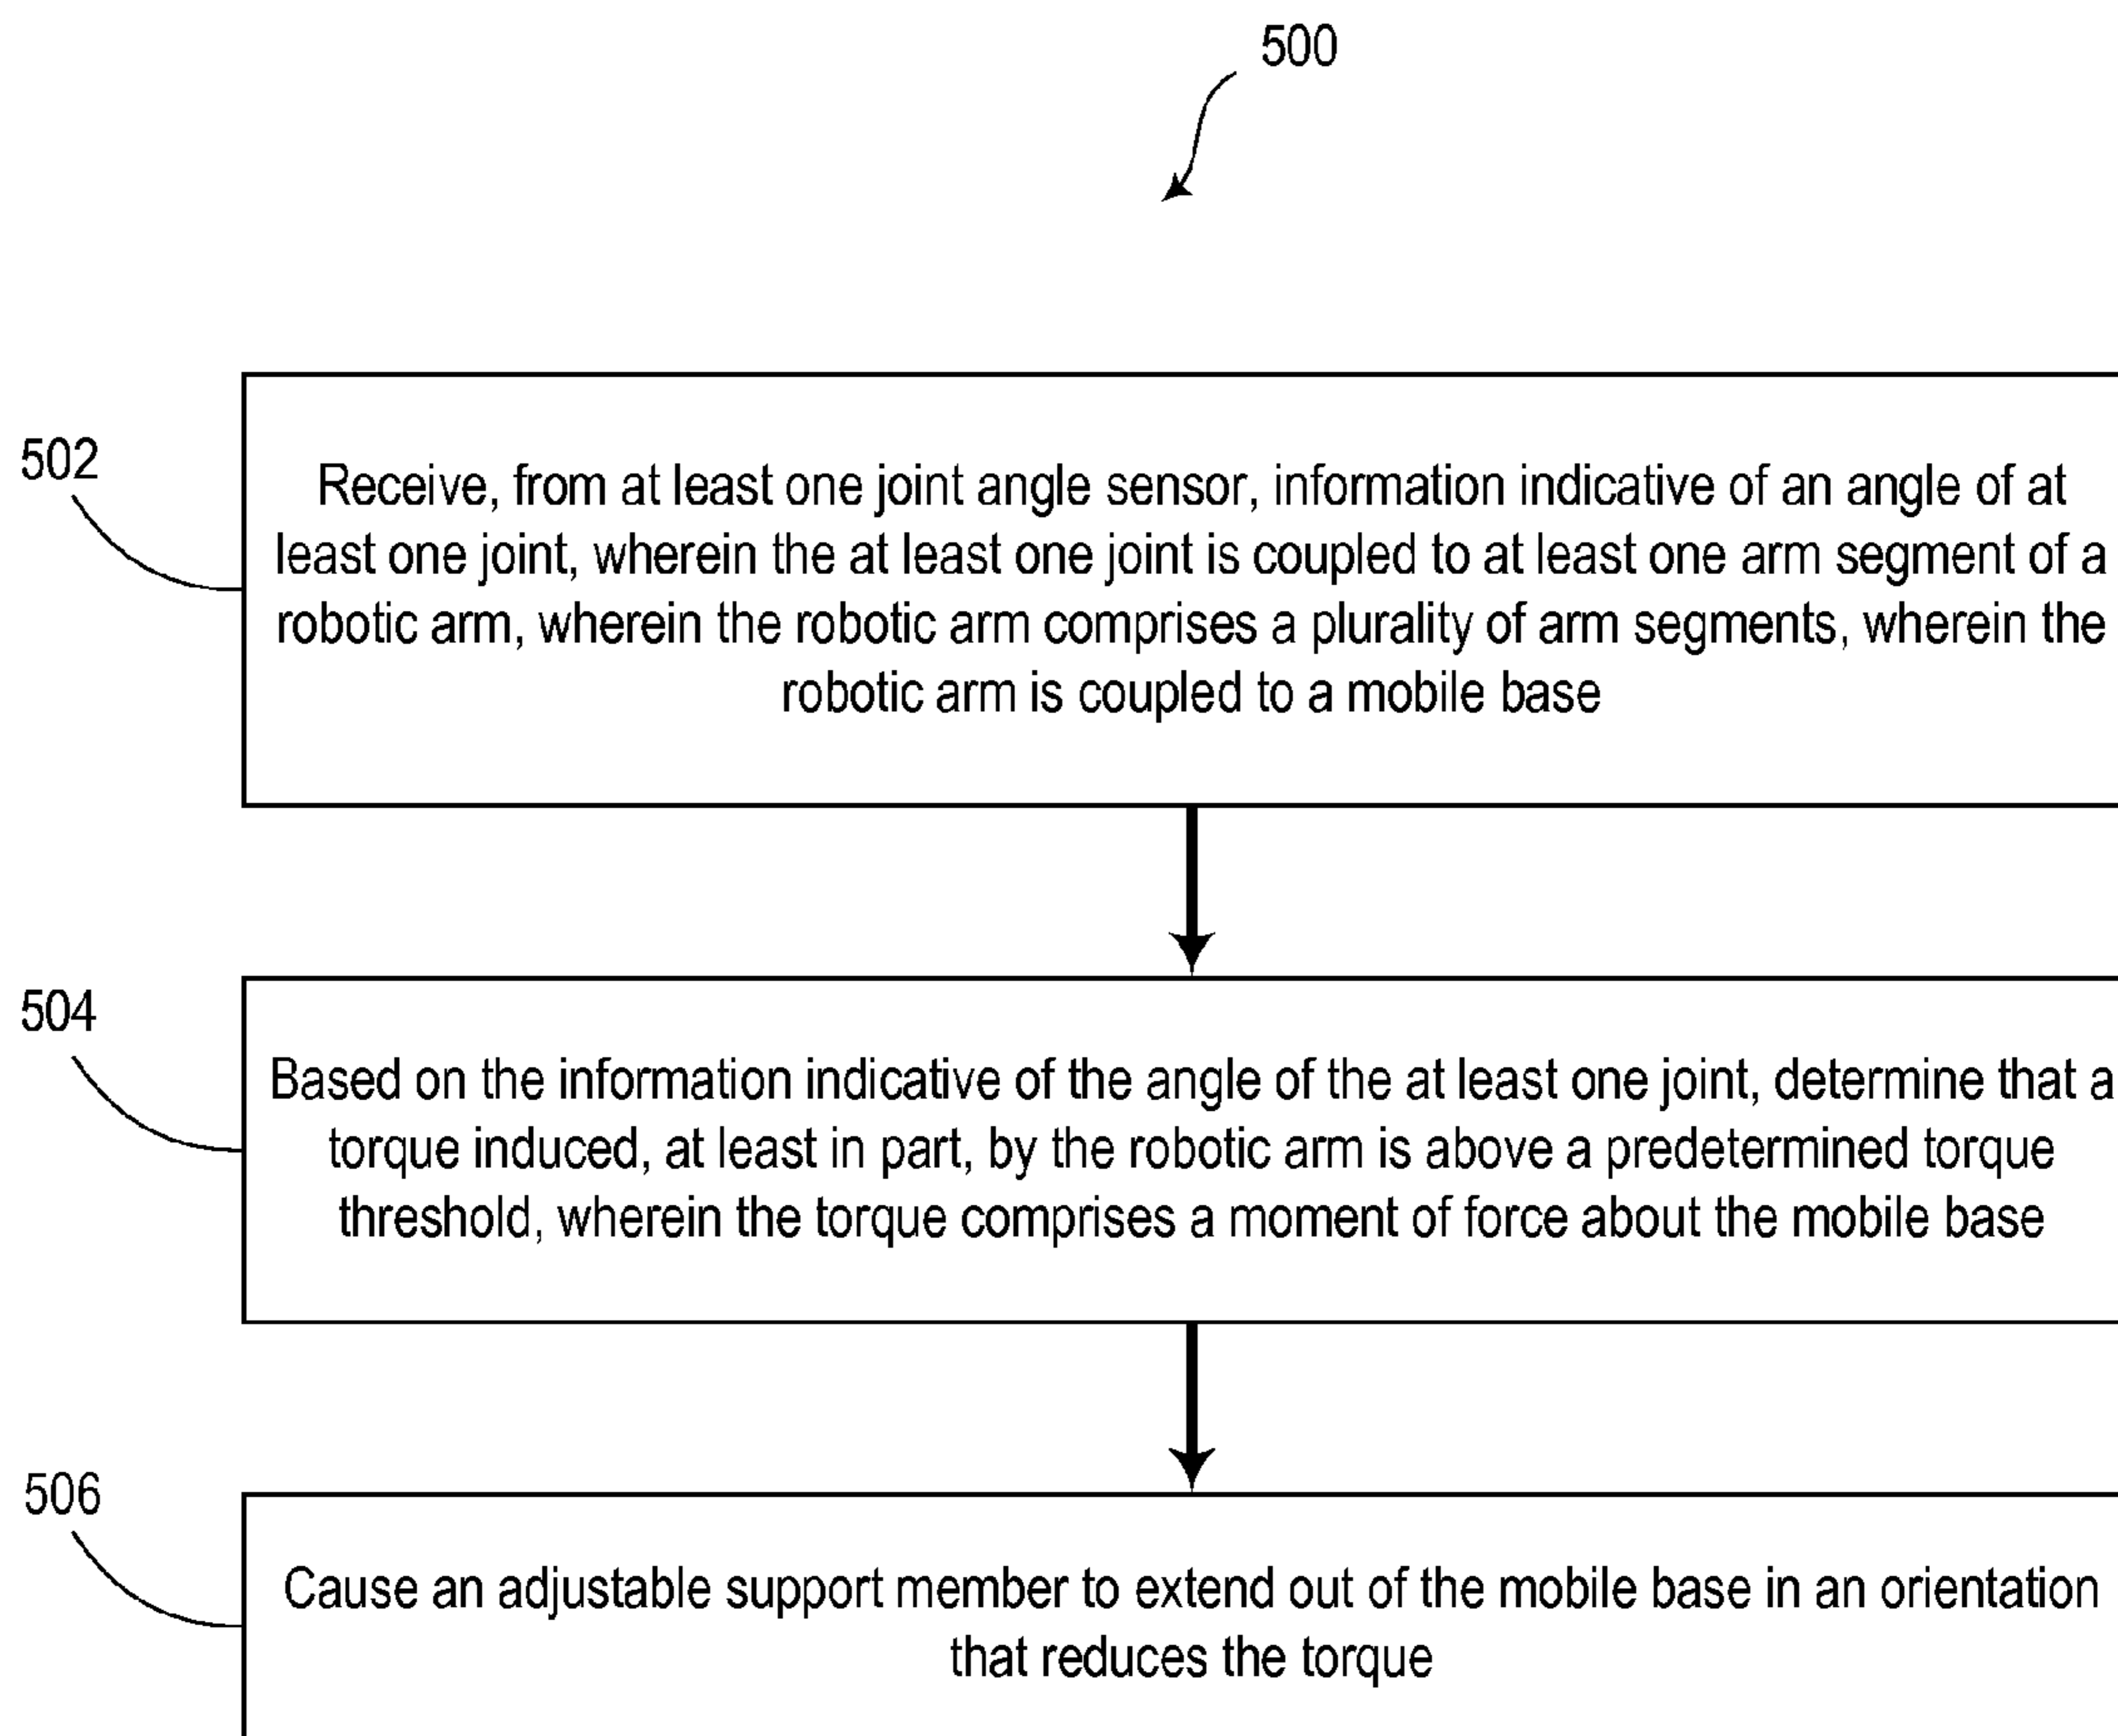 500
502
Receive, from at least one joint angle sensor, information indicative of an angle of at
least one joint, wherein the at least one joint is coupled to at least one arm segment of a
robotic arm, wherein the robotic arm comprises a plurality of arm segments, wherein the
robotic arm is coupled to a mobile base
504
Based on the information indicative of the angle of the at least one joint, determine that a
torque induced, at least in part, by the robotic arm is above a predetermined torque
threshold, wherein the torque comprises a moment of force about the mobile base
506
Cause an adjustable support member to extend out of the mobile base in an orientation
that reduces the torque